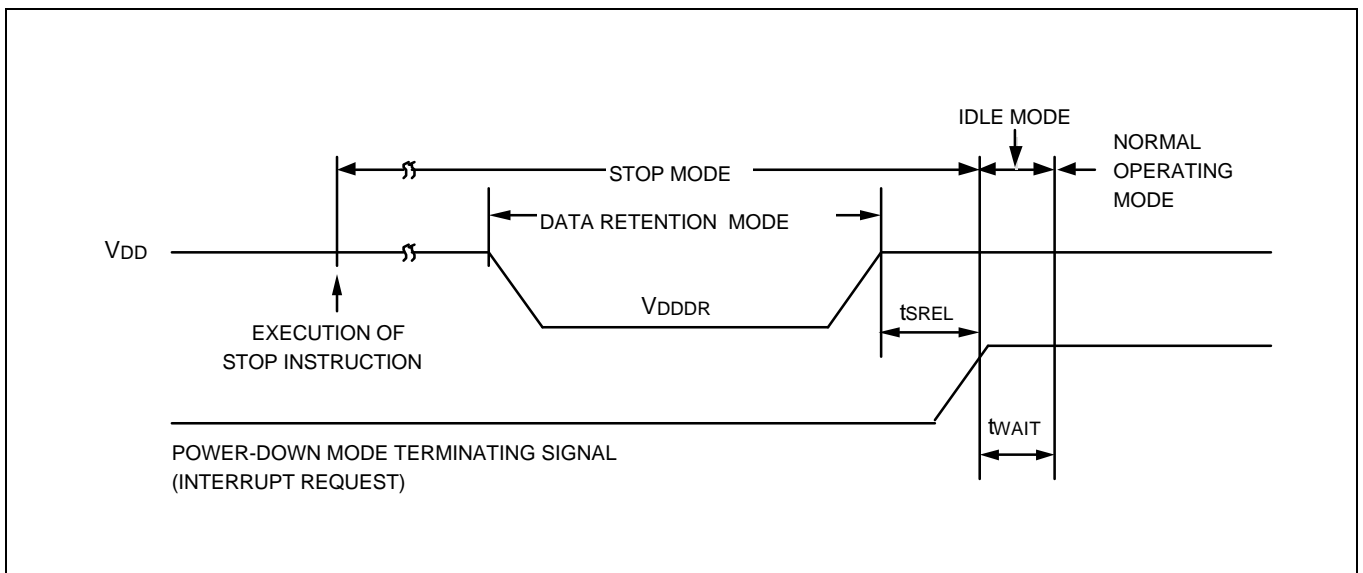 IDLE MODE
NORMAL
OPERATING
MODE
STOP MODE
DATA RETENTION MODE
VDD
VDDDR
tSREL
EXECUTION OF
STOP INSTRUCTION
tWAIT
POWER-DOWN MODE TERMINATING SIGNAL
(INTERRUPT REQUEST)